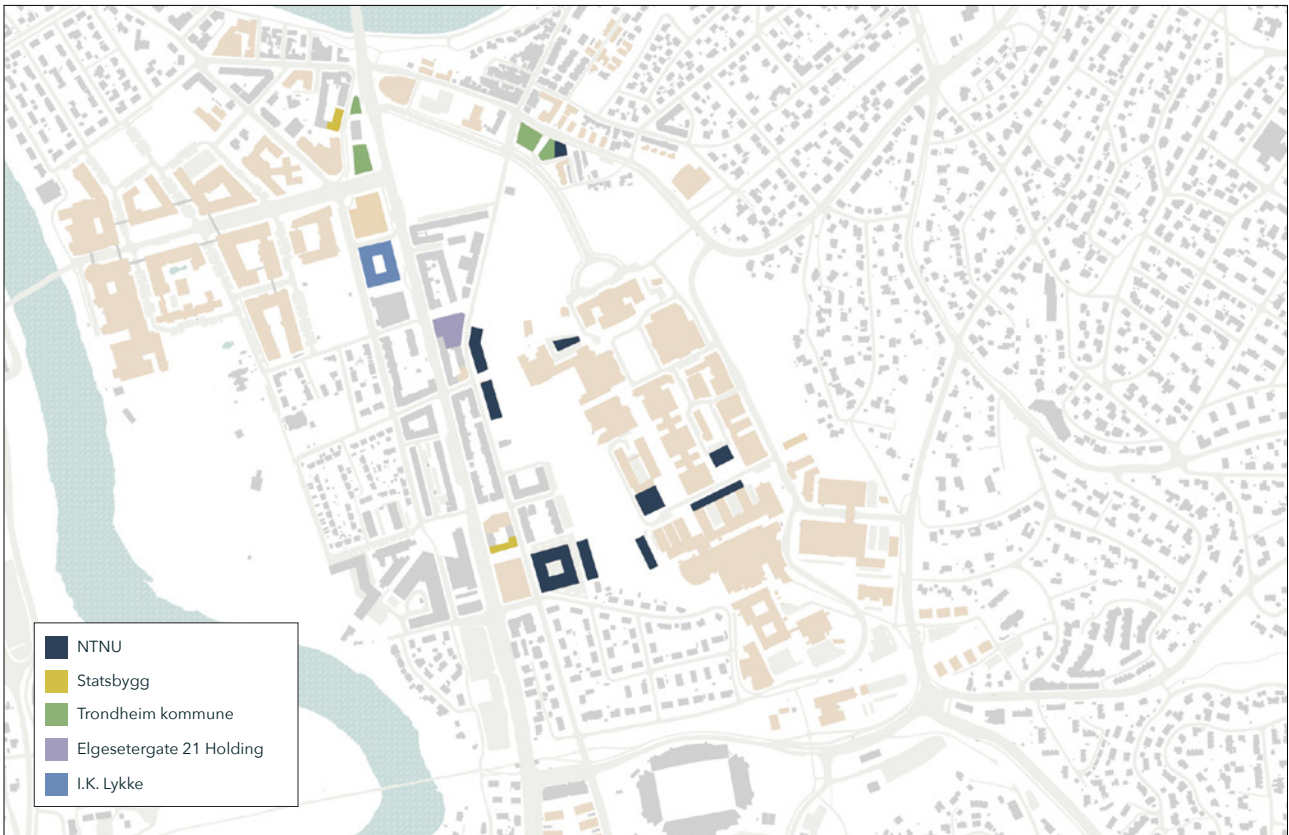 NTNU
Statsbygg
Trondheim kommune
Elgesetergate 21 Holding
I.K. Lykke